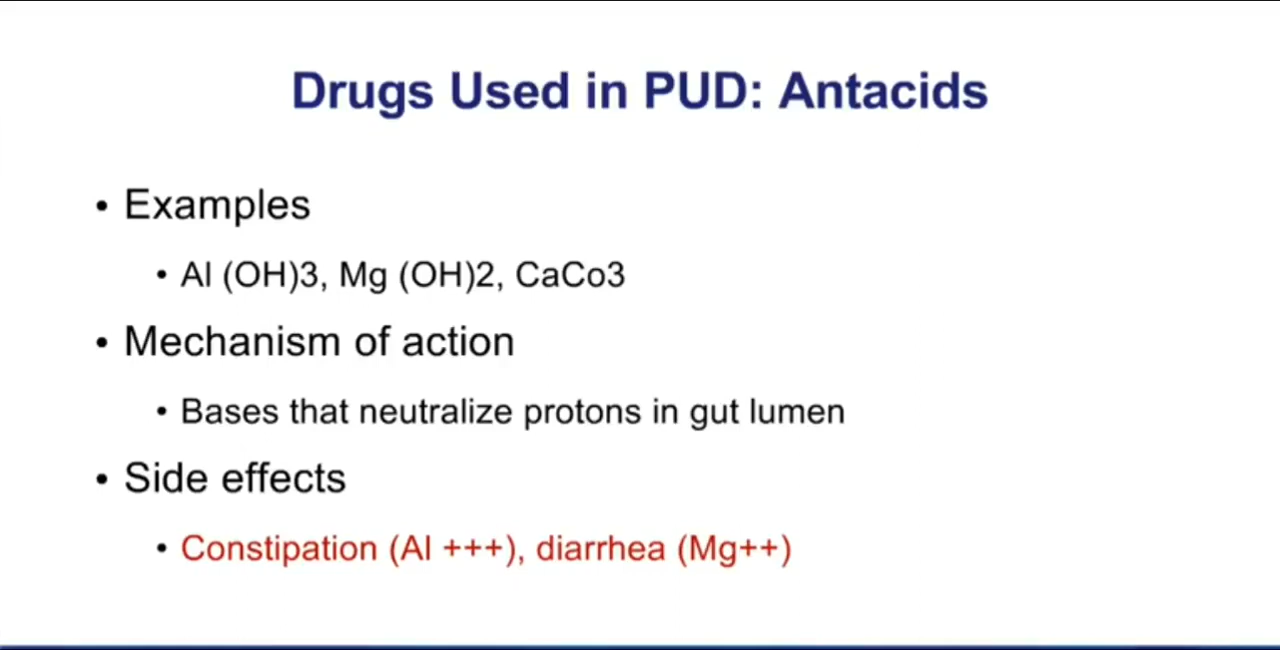 Drugs Used in PUD: Antacids
• Examples
• Al (OH)3, Mg (OH)2, CaCo3
• Mechanism of action
• Bases that neutralize protons in gut lumen
• Side effects
• Constipation (Al +++), diarrhea (Mg++)